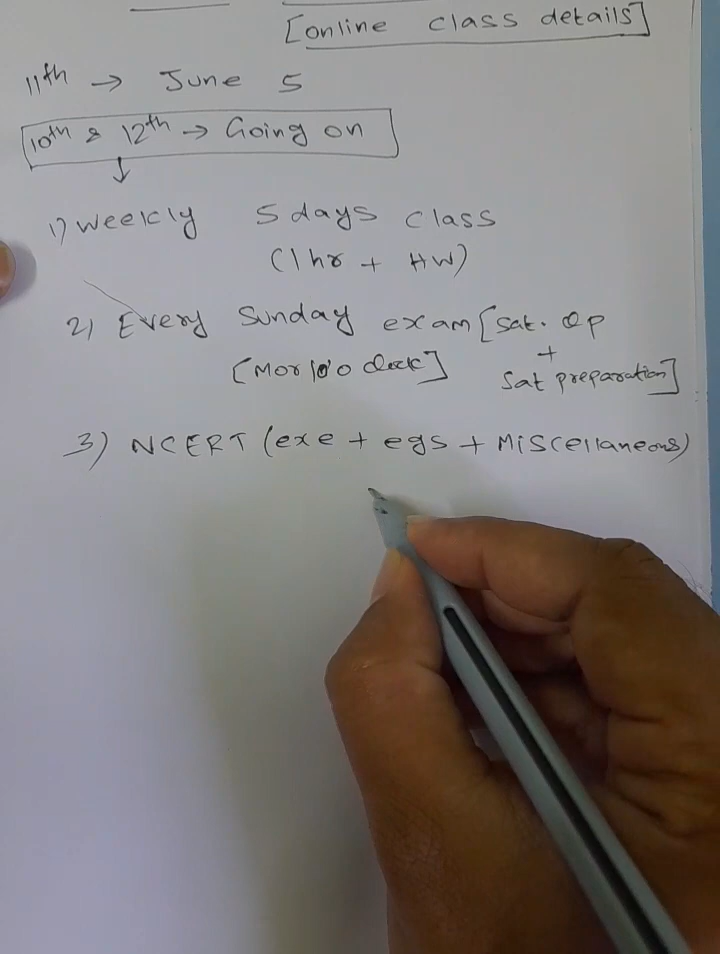 [online class details]
11th → June 5
10th & 12th → Going on
↓
1) weekly 5 days class
(1 hr + HW)
2) Every Sunday exam [Sat. QP
+
[Mor 10'o clock] Sat preparation]
3) NCERT (exe + egs + Miscellaneous)